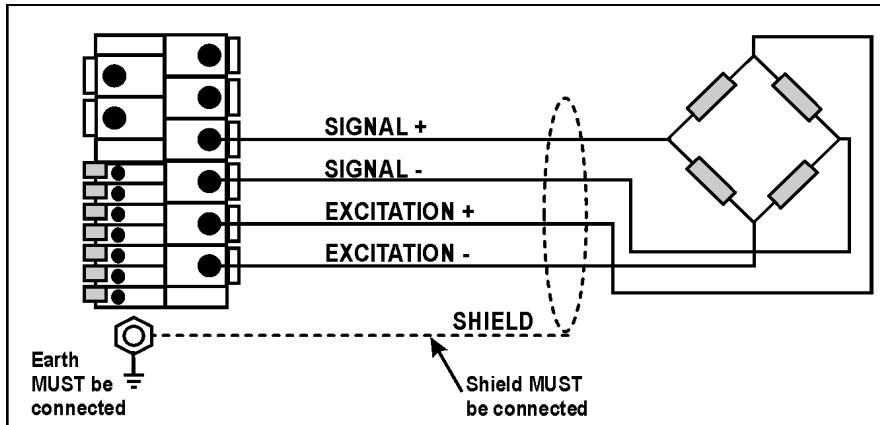 SIGNAL +
SIGNAL -
EXCITATION +
EXCITATION -
SHIELD
Earth
MUST be
connected
Shield MUST
be connected